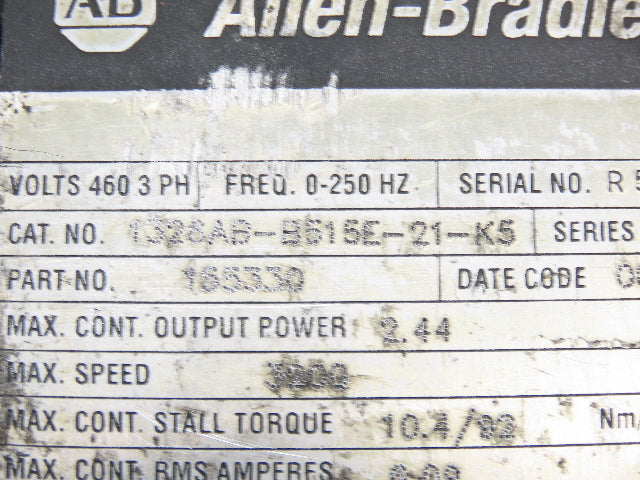 AB Allen-Bradle
VOLTS 460 3 PH FREQ. 0-250 HZ SERIAL NO. R 5
CAT. NO. 1326AB-B515E-21-K5 SERIES
PART NO. 165330 DATE CODE
MAX. CONT. OUTPUT POWER 2.44
MAX. SPEED
MAX. CONT. STALL TORQUE 10.4/92 Nm/
MAX. CONT. RMS AMPERES